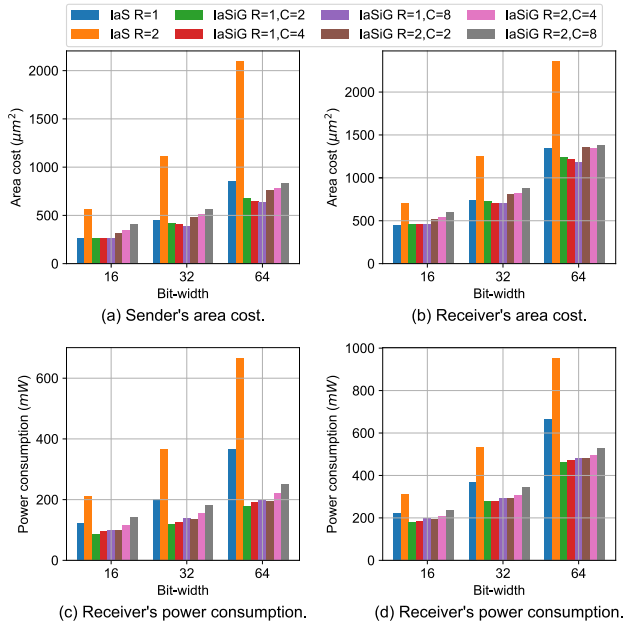 IaS R=1 IaSiG R=1,C=2 IaSiG R=1,C=8 IaSiG R=2,C=4
IaS R=2 IaSiG R=1,C=4 IaSiG R=2,C=2 IaSiG R=2,C=8
Area cost (μm²)
2000
1500
1000
500
0
16 32 64
Bit-width
(a) Sender's area cost.
Area cost (μm²)
2000
1500
1000
500
0
16 32 64
Bit-width
(b) Receiver's area cost.
Power consumption (mW)
600
400
200
0
16 32 64
Bit-width
(c) Receiver's power consumption.
Power consumption (mW)
1000
800
600
400
200
0
16 32 64
Bit-width
(d) Receiver's power consumption.